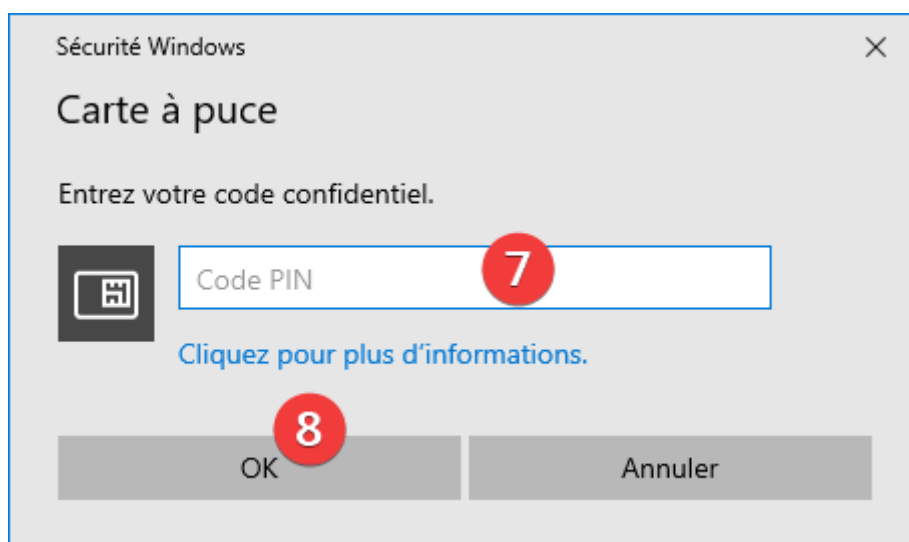 Sécurité Windows
Carte à puce
Entrez votre code confidentiel.
Code PIN 7
Cliquez pour plus d’informations.
8
OK Annuler